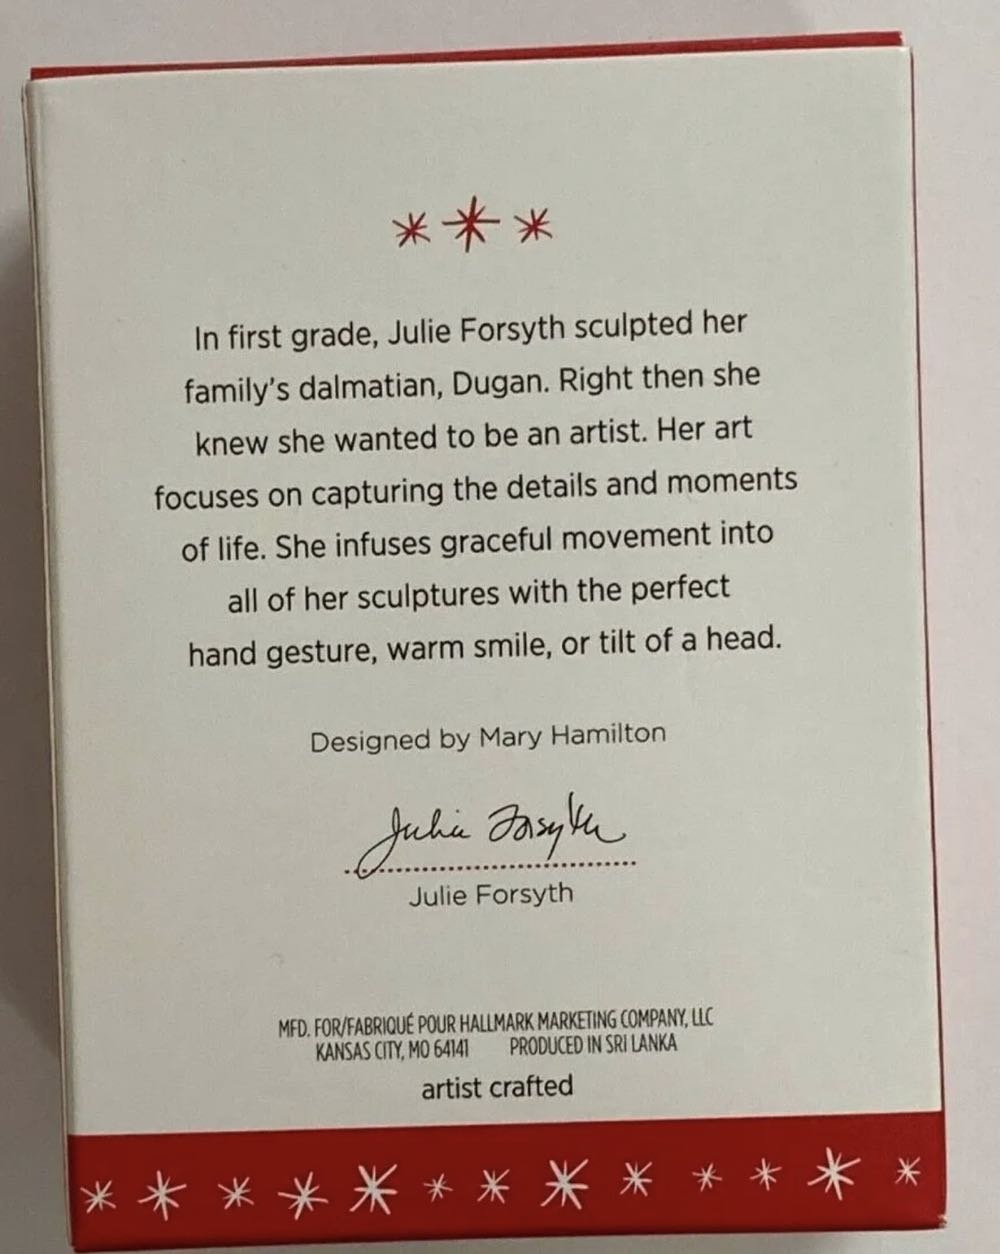 In first grade, Julie Forsyth sculpted her
family's dalmatian, Dugan. Right then she
knew she wanted to be an artist. Her art
focuses on capturing the details and moments
of life. She infuses graceful movement into
all of her sculptures with the perfect
hand gesture, warm smile, or tilt of a head.
Designed by Mary Hamilton
Julie Forsyth
Julie Forsyth
MFD. FOR/FABRIQUÉ POUR HALLMARK MARKETING COMPANY, LLC
KANSAS CITY, MO 64141 PRODUCED IN SRI LANKA
artist crafted